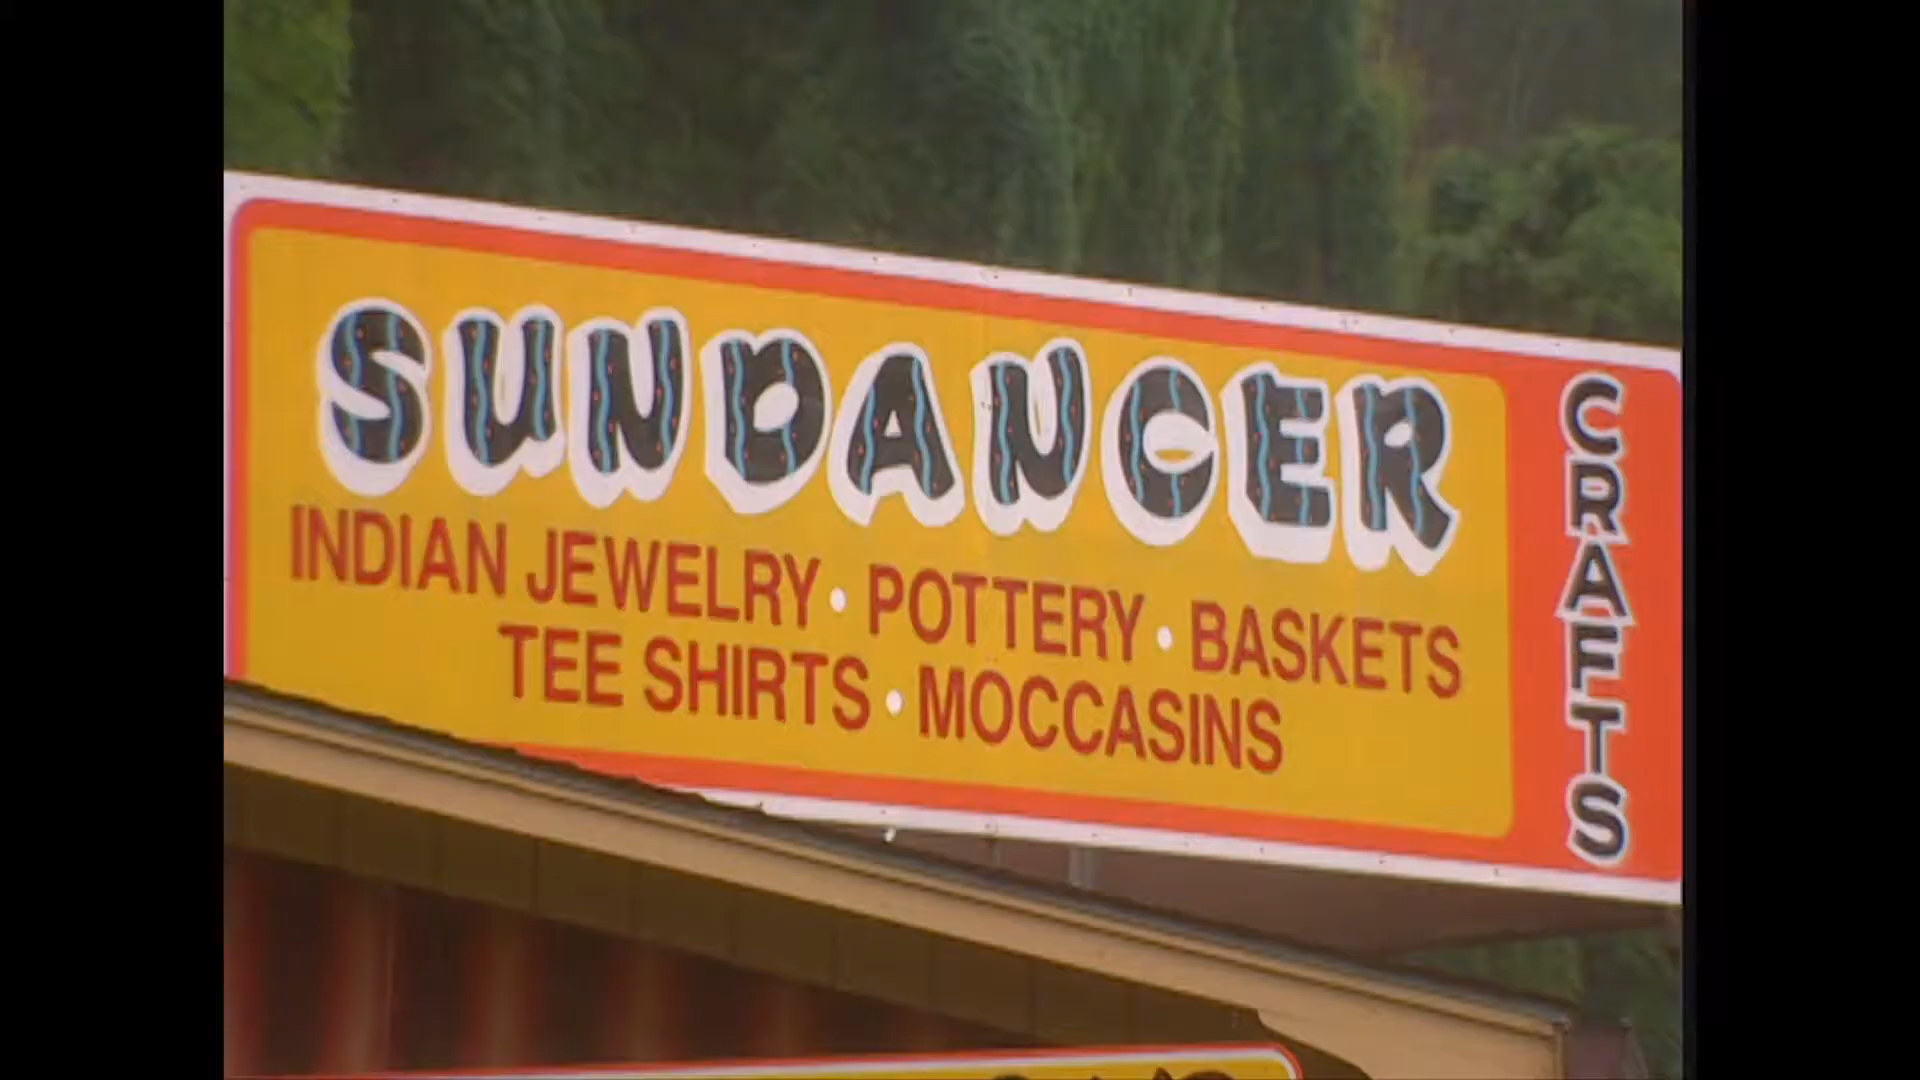 SUNDANCER
INDIAN JEWELRY • POTTERY • BASKETS
TEE SHIRTS • MOCCASINS
CRAFTS